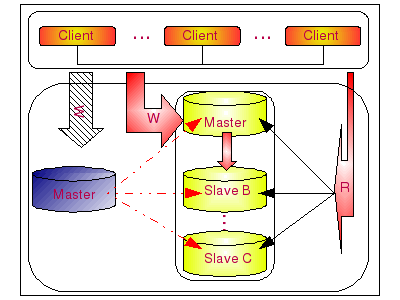 Client ... Client ... Client
W
W
Master
Master
Slave B
R
Slave C